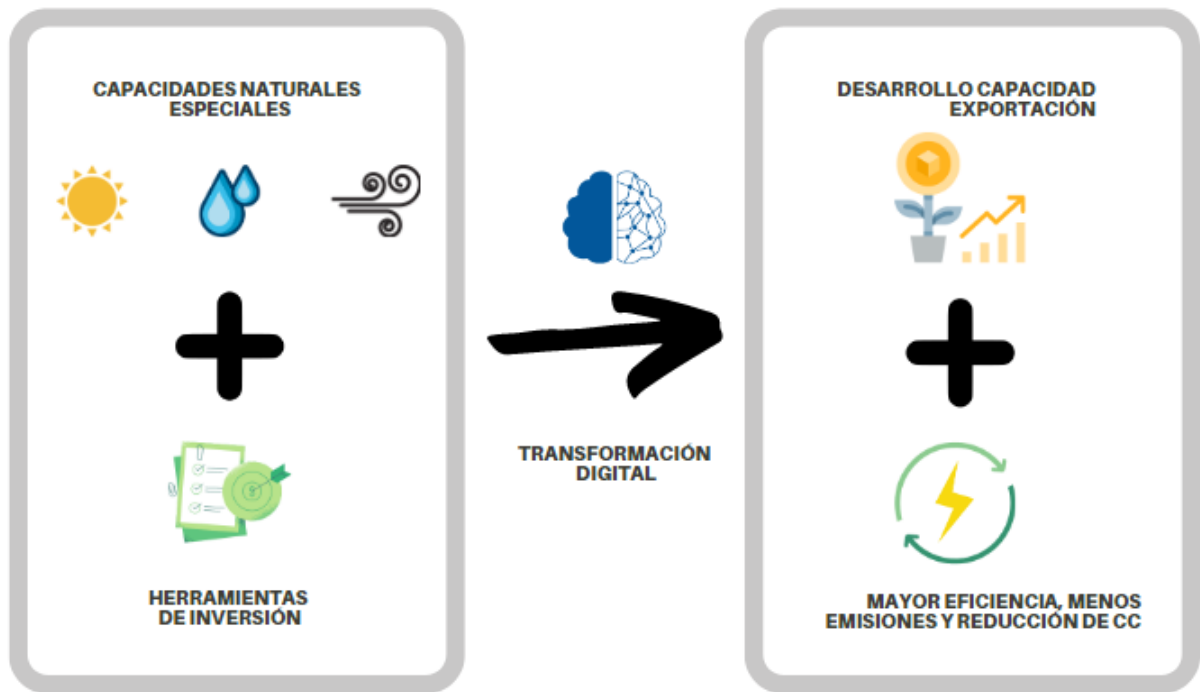 CAPACIDADES NATURALES
ESPECIALES
HERRAMIENTAS
DE INVERSIÓN
TRANSFORMACIÓN
DIGITAL
DESARROLLO CAPACIDAD
EXPORTACIÓN
MAYOR EFICIENCIA, MENOS
EMISIONES Y REDUCCIÓN DE CC